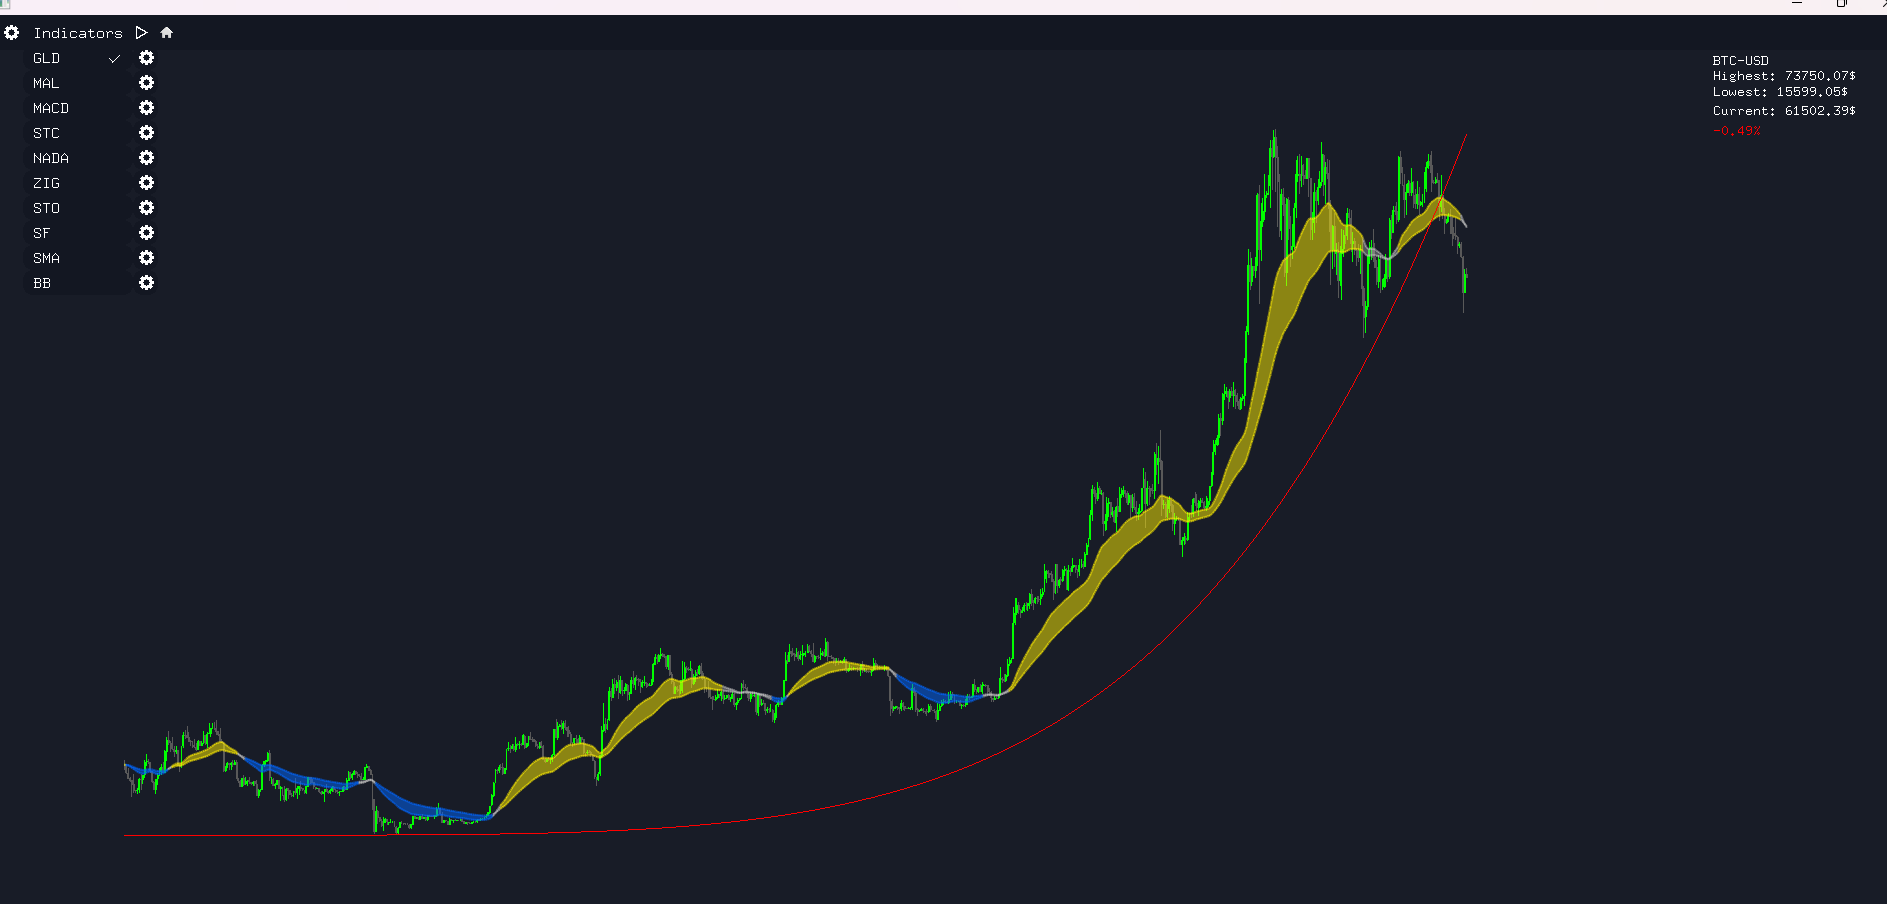 Indicators
GLD
MAL
MACD
STC
NADA
ZIG
STO
SF
SMA
BB
BTC-USD
Highest: 73750.07$
Lowest: 15599.05$
Current: 61502.39$
-0.49%